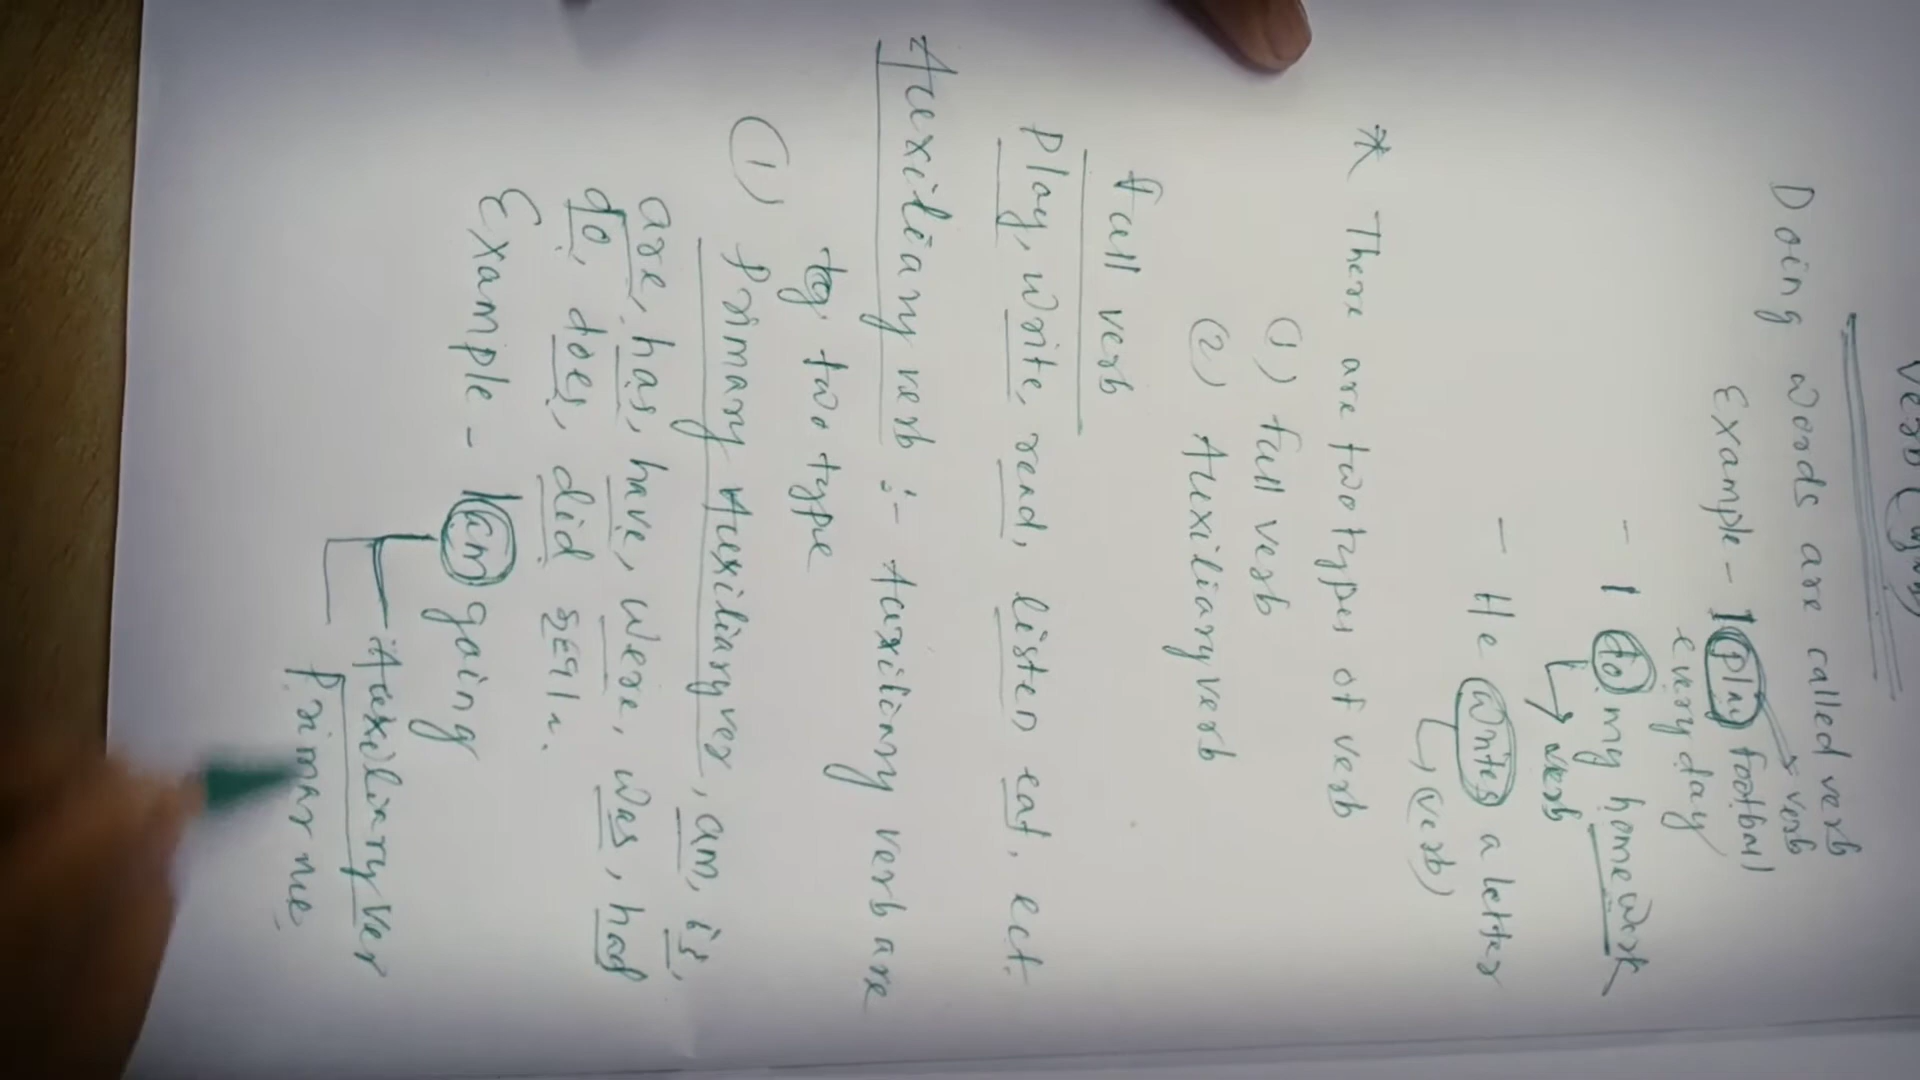 Verb
Doing words are called verb
Example - I play football
verb
every day
- I do my homework
verb
- He writes a letter
(verb)
* There are two types of verb
(1) full verb
(2) Auxiliary verb
full verb
Play, write, read, listen eat, ect.
Auxiliary verb :- Auxiliary verb are
two type
(1) Primary Auxiliary ver, am, is,
are, has, have, were, was, had
do, does, did
Example - I am going
Auxiliary ver